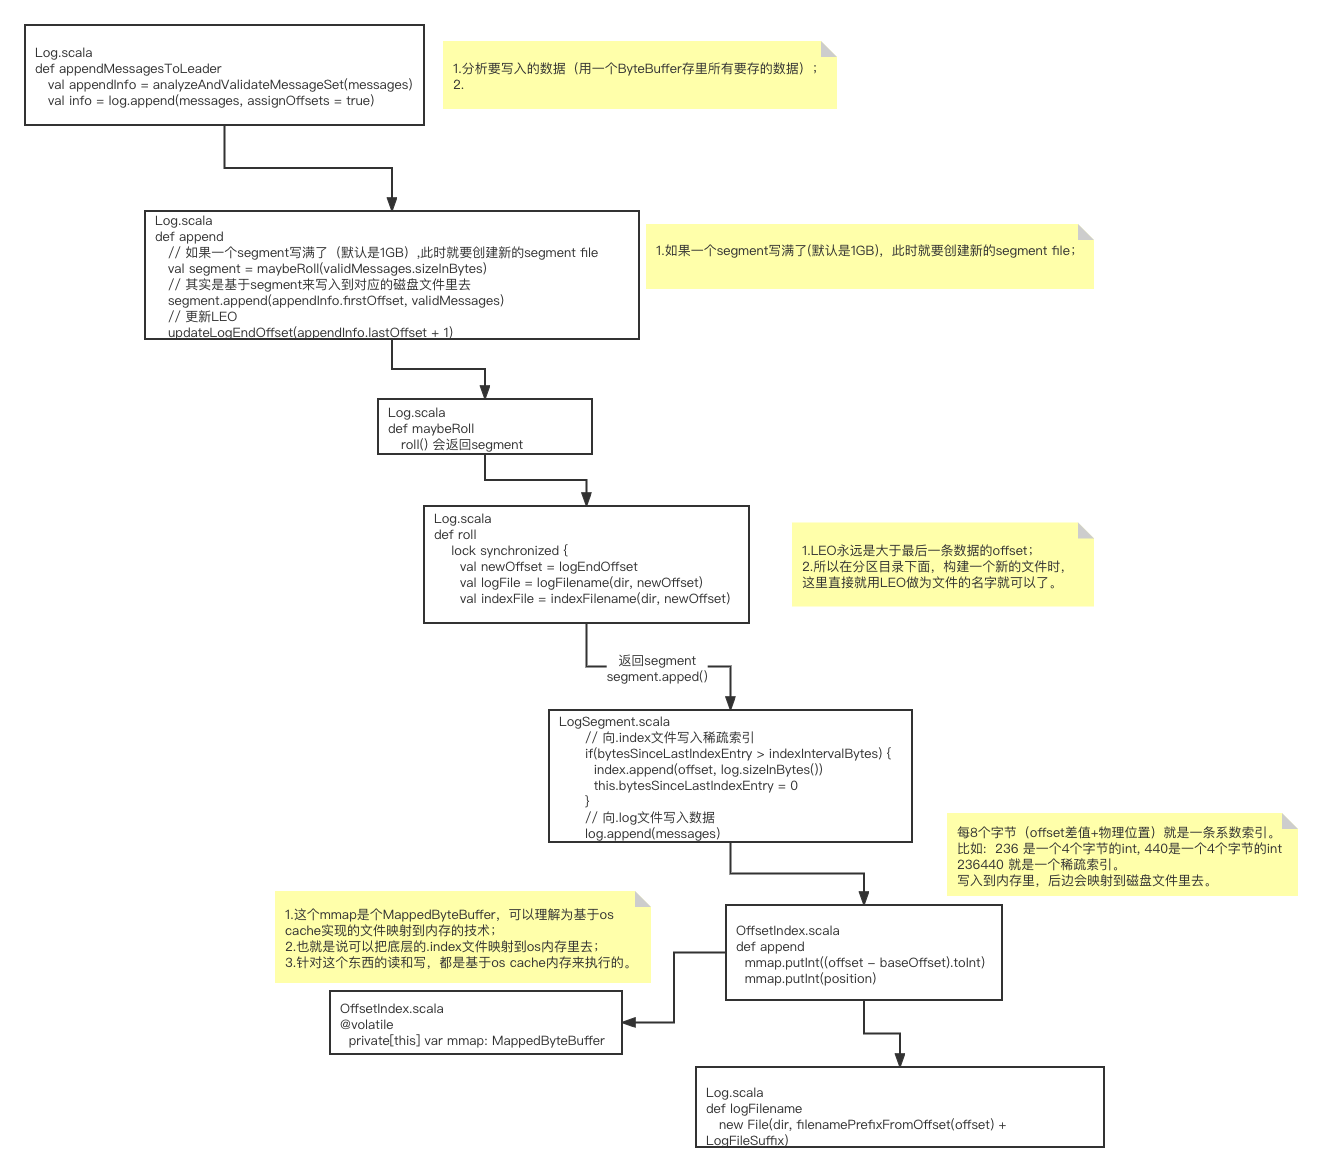 Log.scala
def appendMessagesToLeader
val appendInfo = analyzeAndValidateMessageSet(messages)
val info = log.append(messages, assignOffsets = true)
1.分析要写入的数据（用一个ByteBuffer存里所有要存的数据）；
2.
Log.scala
def append
// 如果一个segment写满了（默认是1GB）,此时就要创建新的segment file
val segment = maybeRoll(validMessages.sizeInBytes)
// 其实是基于segment来写入到对应的磁盘文件里去
segment.append(appendInfo.firstOffset, validMessages)
// 更新LEO
updateLogEndOffset(appendInfo.lastOffset + 1)
1.如果一个segment写满了(默认是1GB)，此时就要创建新的segment file；
Log.scala
def maybeRoll
roll() 会返回segment
Log.scala
def roll
lock synchronized {
val newOffset = logEndOffset
val logFile = logFilename(dir, newOffset)
val indexFile = indexFilename(dir, newOffset)
1.LEO永远是大于最后一条数据的offset；
2.所以在分区目录下面，构建一个新的文件时，
这里直接就用LEO做为文件的名字就可以了。
返回segment
segment.apped()
LogSegment.scala
// 向.index文件写入稀疏索引
if(bytesSinceLastIndexEntry > indexIntervalBytes) {
index.append(offset, log.sizeInBytes())
this.bytesSinceLastIndexEntry = 0
}
// 向.log文件写入数据
log.append(messages)
每8个字节（offset差值+物理位置）就是一条系数索引。
比如：236 是一个4个字节的int, 440是一个4个字节的int
236440 就是一个稀疏索引。
写入到内存里，后边会映射到磁盘文件里去。
1.这个mmap是个MappedByteBuffer，可以理解为基于os
cache实现的文件映射到内存的技术；
2.也就是说可以把底层的.index文件映射到os内存里去；
3.针对这个东西的读和写，都是基于os cache内存来执行的。
OffsetIndex.scala
def append
mmap.putInt((offset - baseOffset).toInt)
mmap.putInt(position)
OffsetIndex.scala
@volatile
private[this] var mmap: MappedByteBuffer
Log.scala
def logFilename
new File(dir, filenamePrefixFromOffset(offset) +
LogFileSuffix)